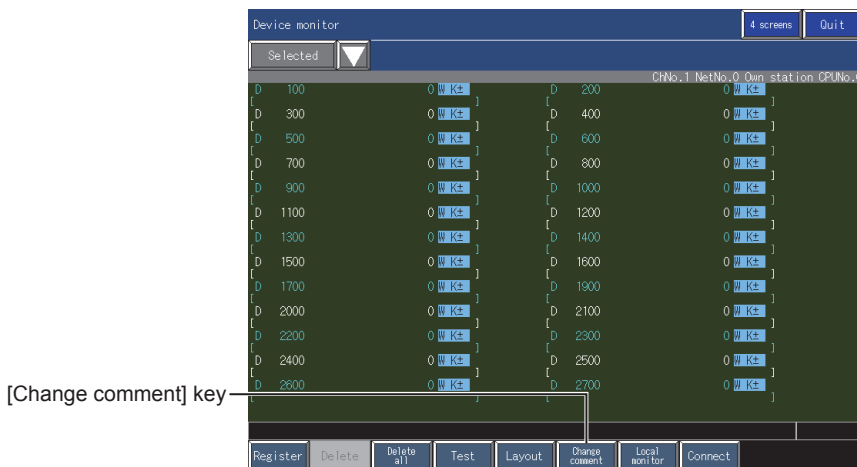 Device monitor 4 screens Quit
Selected
ChNo.1 NetNo.0 Own station CPUNo.
D 100 0 W K± D 200 0 W K±
[ ] [ ]
D 300 0 W K± D 400 0 W K±
[ ] [ ]
D 500 0 W K± D 600 0 W K±
[ ] [ ]
D 700 0 W K± D 800 0 W K±
[ ] [ ]
D 900 0 W K± D 1000 0 W K±
[ ] [ ]
D 1100 0 W K± D 1200 0 W K±
[ ] [ ]
D 1300 0 W K± D 1400 0 W K±
[ ] [ ]
D 1500 0 W K± D 1600 0 W K±
[ ] [ ]
D 1700 0 W K± D 1900 0 W K±
[ ] [ ]
D 2000 0 W K± D 2100 0 W K±
[ ] [ ]
D 2200 0 W K± D 2300 0 W K±
[ ] [ ]
D 2400 0 W K± D 2500 0 W K±
[ ] [ ]
D 2600 0 W K± D 2700 0 W K±
[ ] [ ]
[Change comment] key
Register Delete Delete all Test Layout Change comment Local monitor Connect